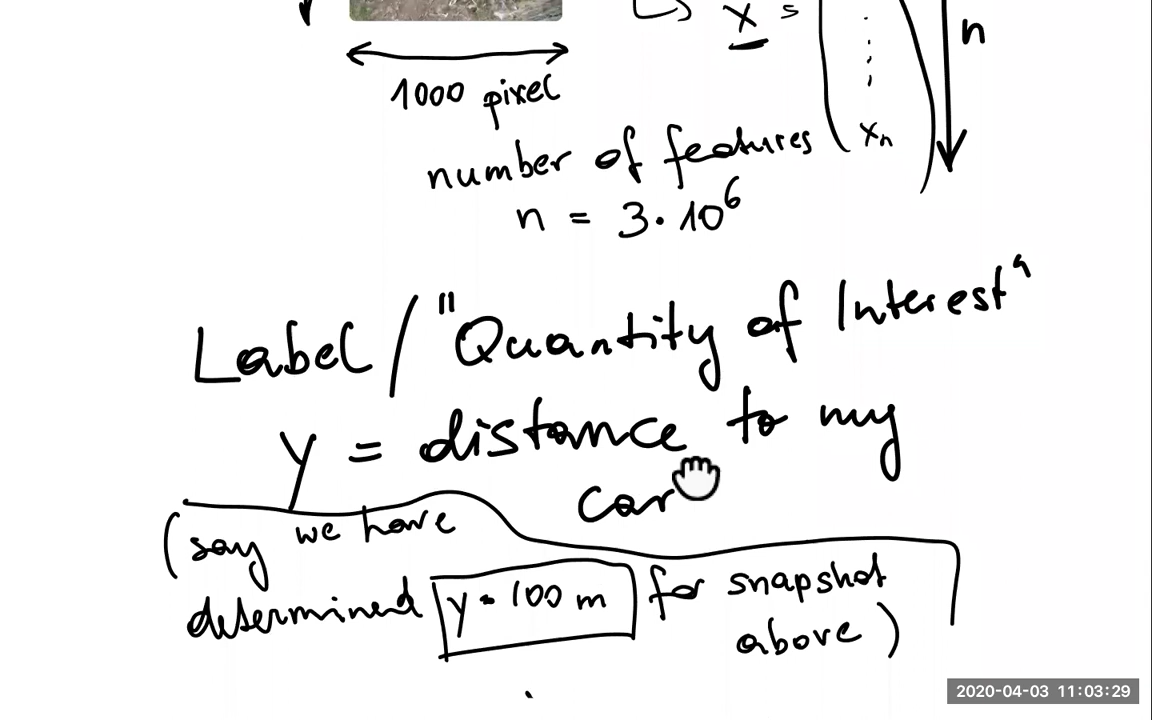 x =
n
1000 pixel
xn
number of features
n = 3·10⁶
Label / "Quantity of Interest"
y = distance to my
car
(say we have
determined y = 100 m for snapshot
above)
2020-04-03 11:03:29